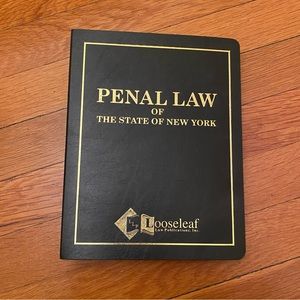 PENAL LAW
OF
THE STATE OF NEW YORK
Looseleaf
Law Publications, Inc.